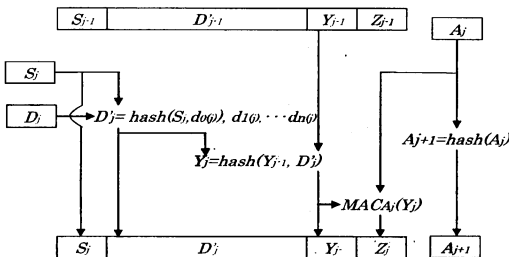 Sj-1 D'j-1 Yj-1 Zj-1
Aj
Sj
Dj D'j= hash(Sj,d0(j), d1(j),···dn(j)
Aj+1=hash(Aj)
Yj=hash(Yj-1, D'j)
MACAj(Yj)
Sj D'j Yj Zj Aj+1